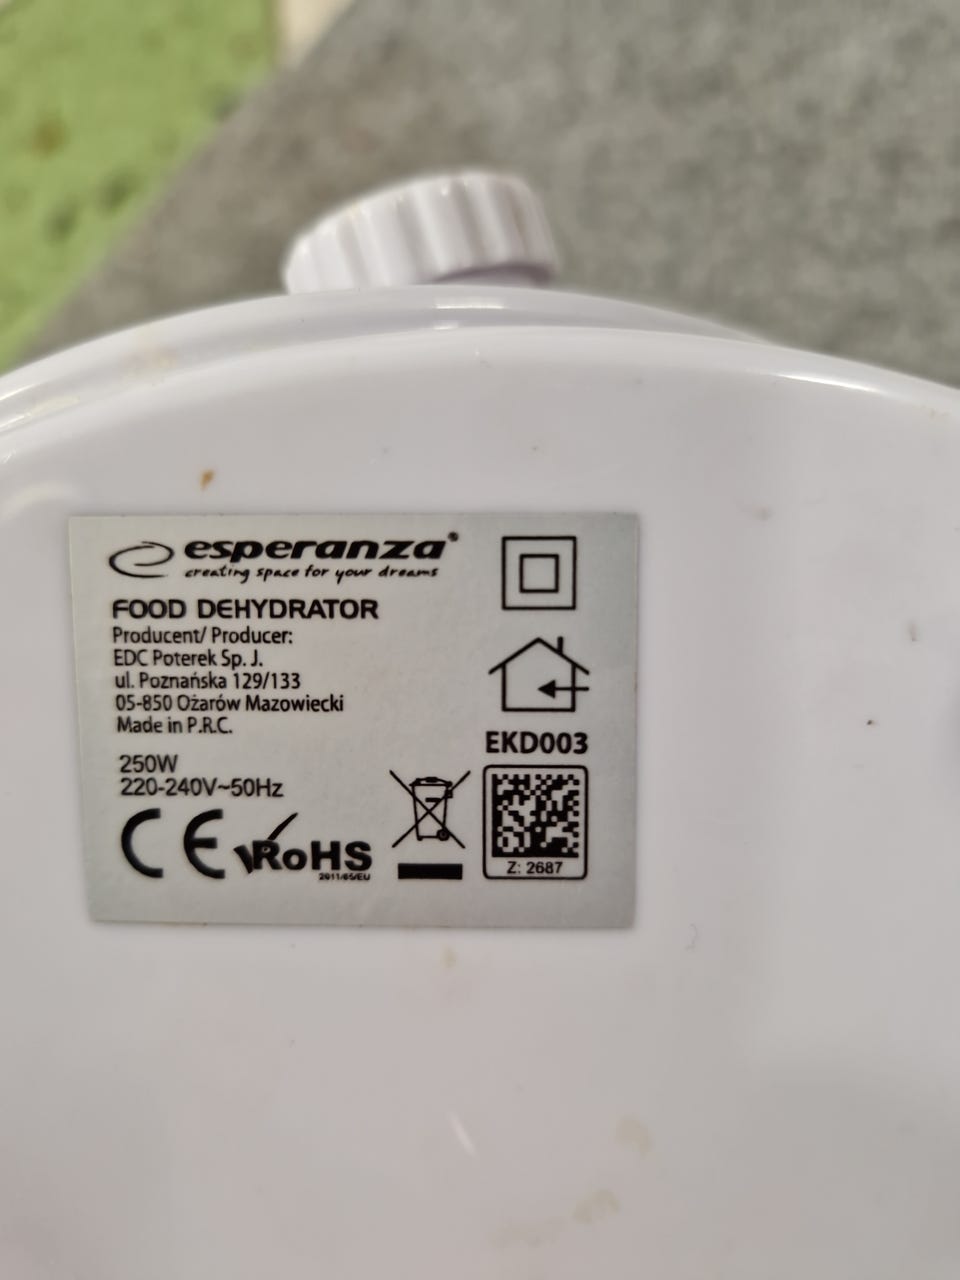 esperanza®
creating space for your dreams
FOOD DEHYDRATOR
Producent/ Producer:
EDC Poterek Sp. J.
ul. Poznańska 129/133
05-850 Ożarów Mazowiecki
Made in P.R.C.
250W
220-240V~50Hz
CE RoHS
2011/65/EU
EKD003
Z: 2687